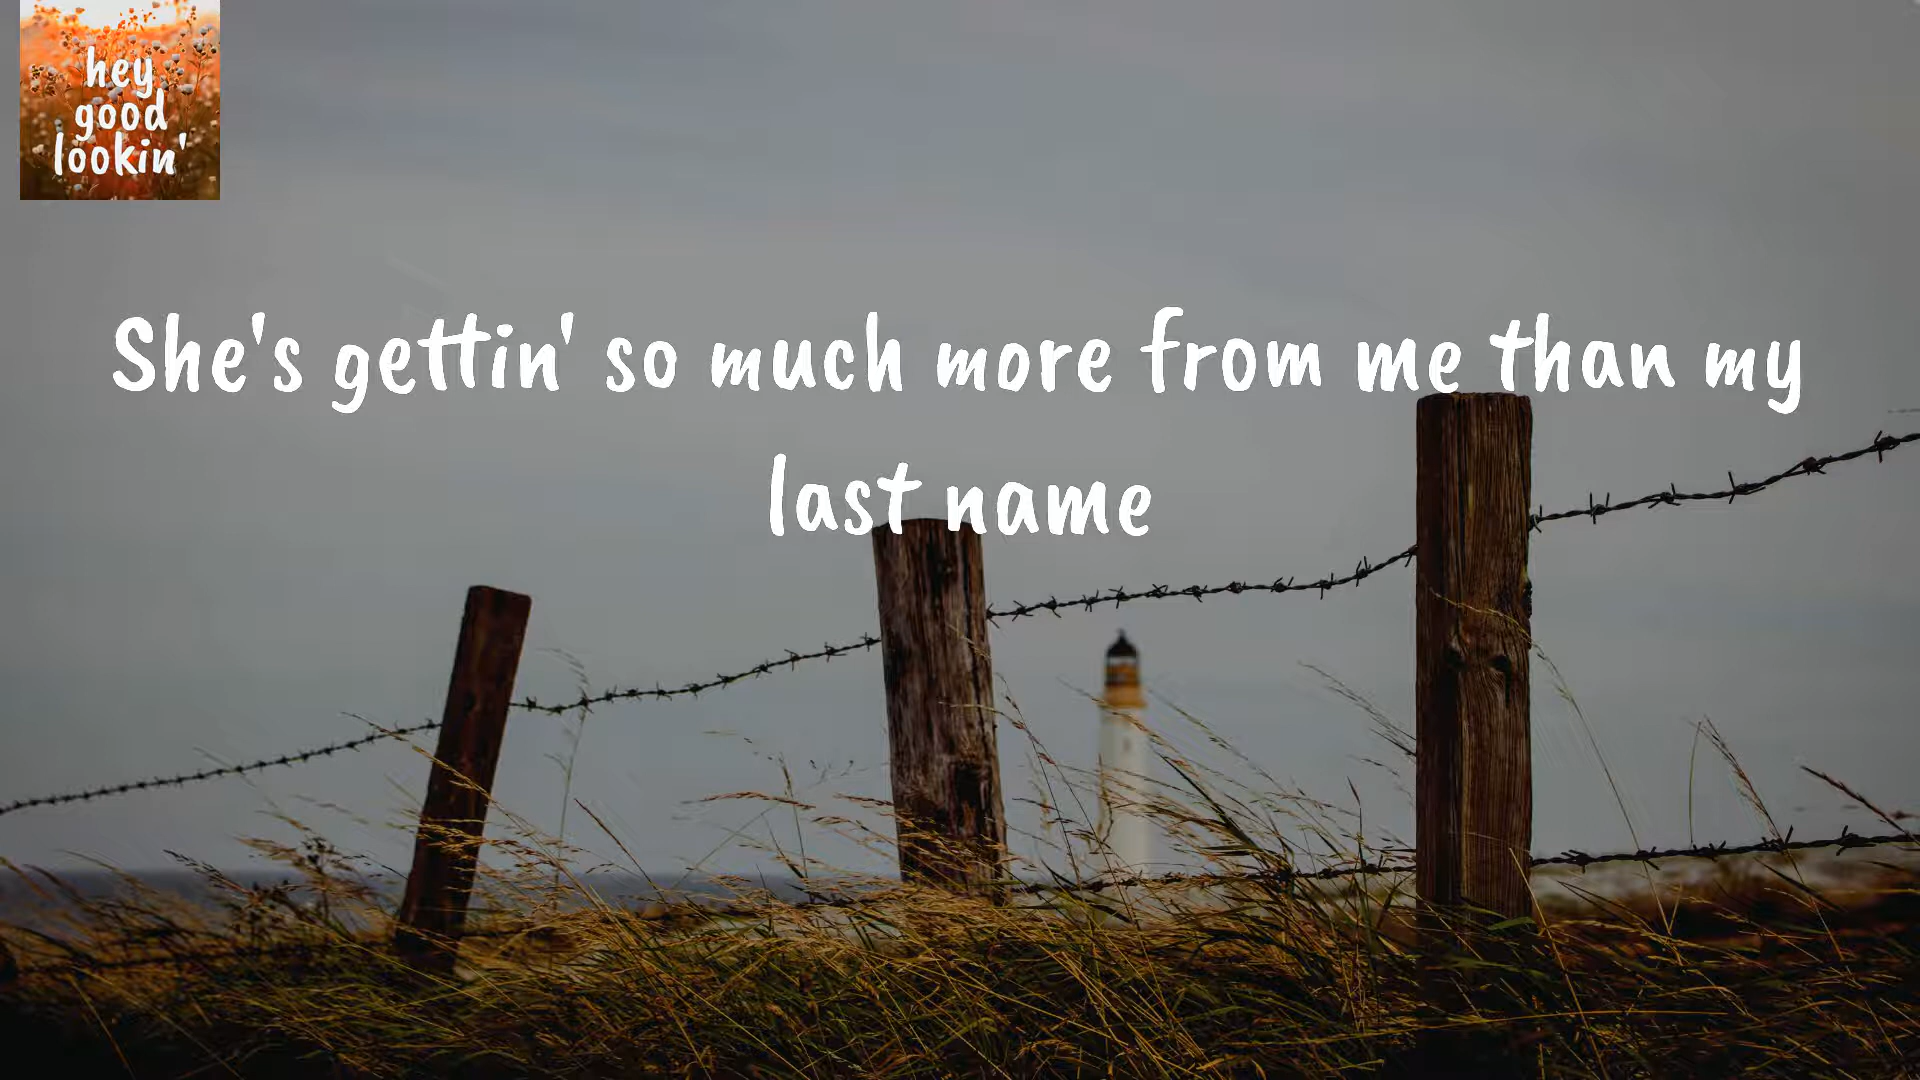 hey
good
lookin'
She's gettin' so much more from me than my
last name